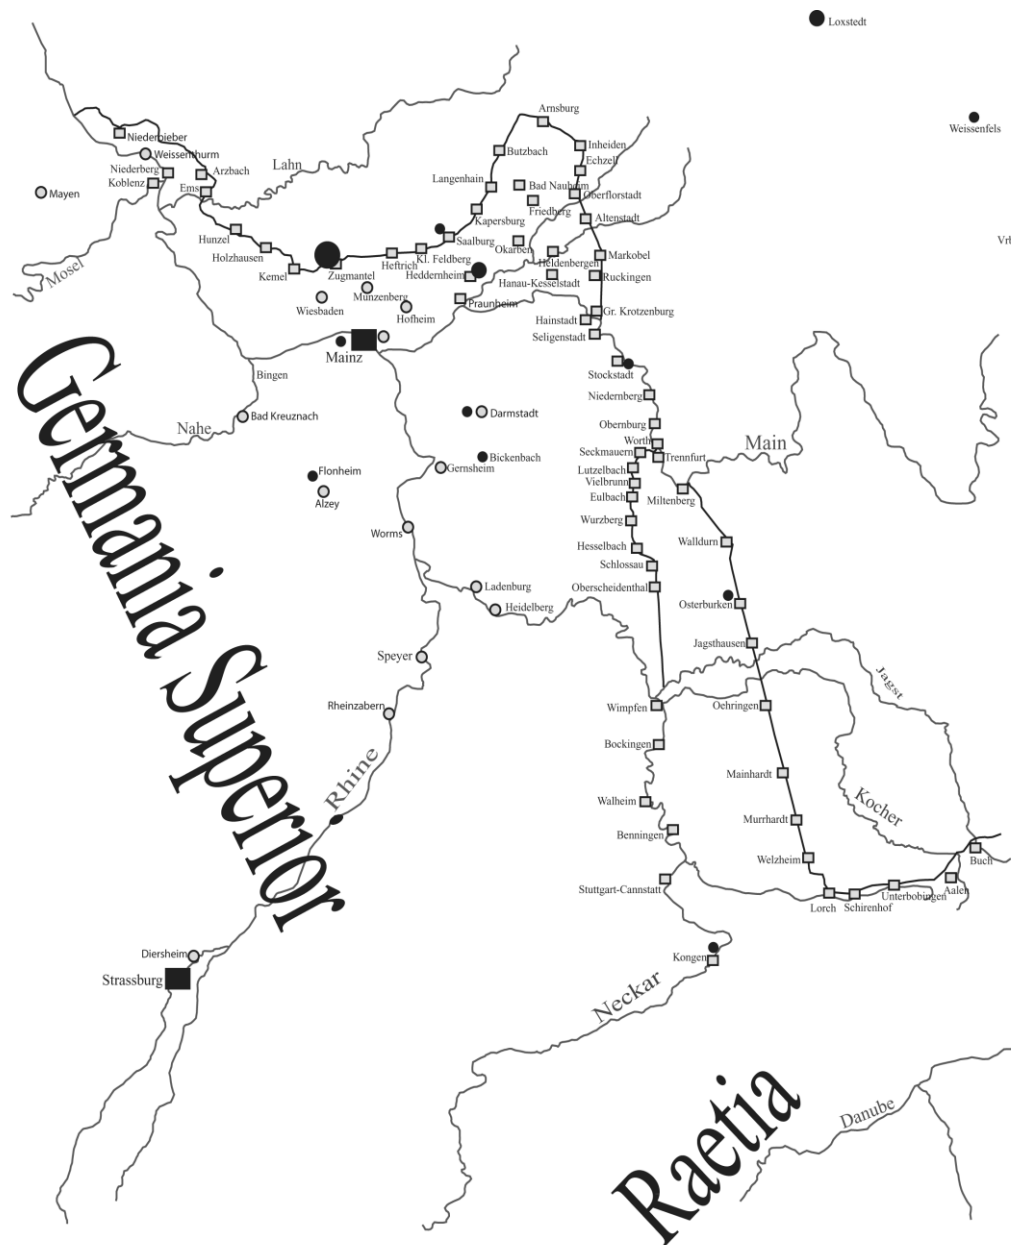 Loxstedt
Arnsburg
Weissenfels
Niederbieber
Inheiden
Weissenthurm
Butzbach
Echzell
Lahn
Niederberg
Arzbach
Langenhain
Koblenz
Bad Nauheim
Mayen
Ems
Oberflorstadt
Friedberg
Kapersburg
Altenstadt
Hunzel
Saalburg
Vrb
Okarben
Holzhausen
Kl. Feldberg
Markobel
Mosel
Heftrich
Heldenbergen
Kemel
Zugmantel
Heddernheim
Ruckingen
Hanau-Kesselstadt
Munzenberg
Praunheim
Wiesbaden
Gr. Krotzenburg
Hofheim
Hainstadt
Seligenstadt
Mainz
Stockstadt
Bingen
Niedernberg
Bad Kreuznach
Darmstadt
Nahe
Obernburg
Worth
Main
Seckmauern
Trennfurt
Bickenbach
Lutzelbach
Flonheim
Gernsheim
Vielbrunn
Eulbach
Miltenberg
Alzey
Wurzberg
Worms
Walldurn
Hesselbach
Schlossau
Oberscheidenthal
Ladenburg
Germania Superior
Osterburken
Heidelberg
Jagsthausen
Speyer
Jagst
Rheinzabern
Wimpfen
Oehringen
Bockingen
Mainhardt
Rhine
Walheim
Kocher
Murrhardt
Benningen
Welzheim
Buch
Stuttgart-Cannstatt
Aalen
Unterbobingen
Lorch
Schirenhof
Diersheim
Kongen
Strassburg
Neckar
Danube
Raetia